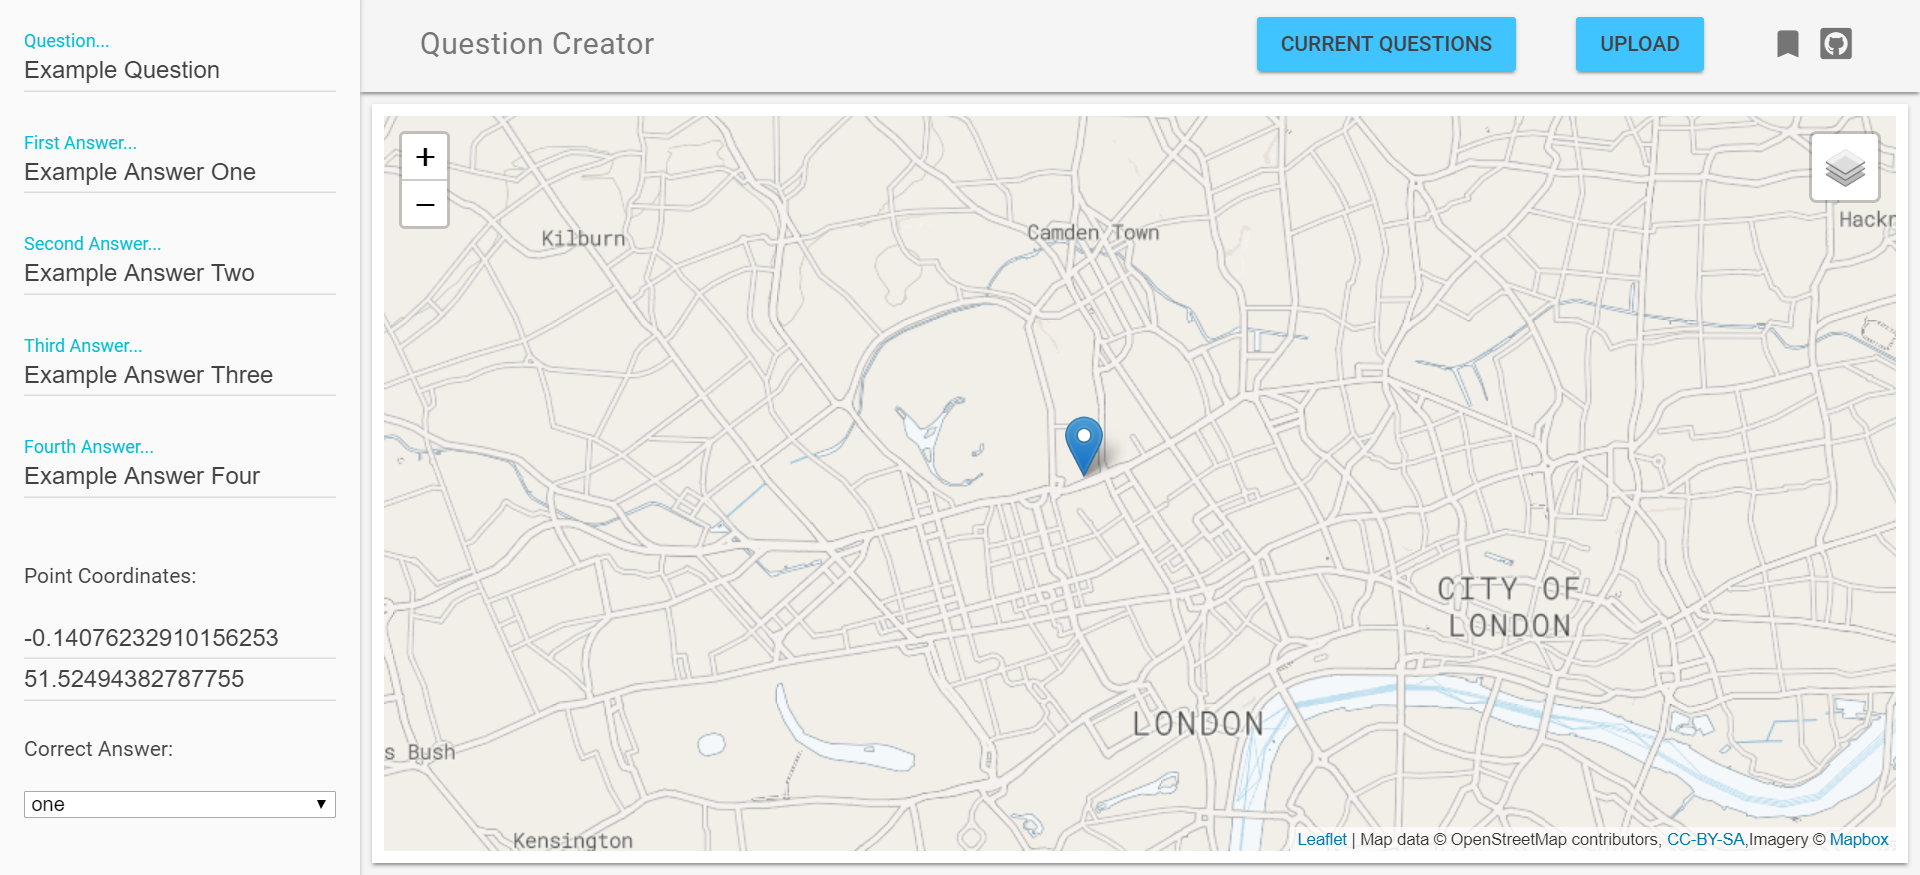 Question...
Example Question
First Answer...
Example Answer One
Second Answer...
Example Answer Two
Third Answer...
Example Answer Three
Fourth Answer...
Example Answer Four
Point Coordinates:
-0.14076232910156253
51.52494382787755
Correct Answer:
one
Question Creator
CURRENT QUESTIONS
UPLOAD
+
−
Kilburn
Camden Town
Hackr
CITY OF
LONDON
LONDON
s Bush
Kensington
Leaflet | Map data © OpenStreetMap contributors, CC-BY-SA,Imagery © Mapbox